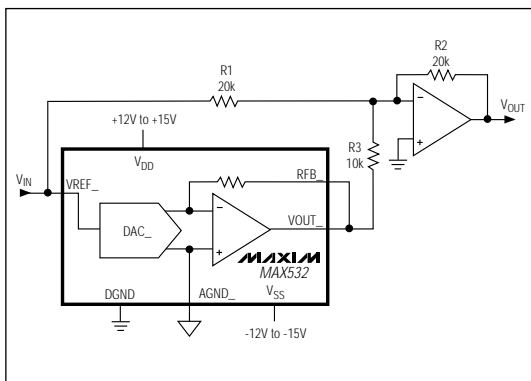 R2
20k
R1
20k
−
+
VOUT
R3
10k
+12V to +15V
VDD
VIN
VREF_
RFB_
−
+
VOUT_
DAC_
MAXIM
MAX532
DGND
AGND_
VSS
-12V to -15V